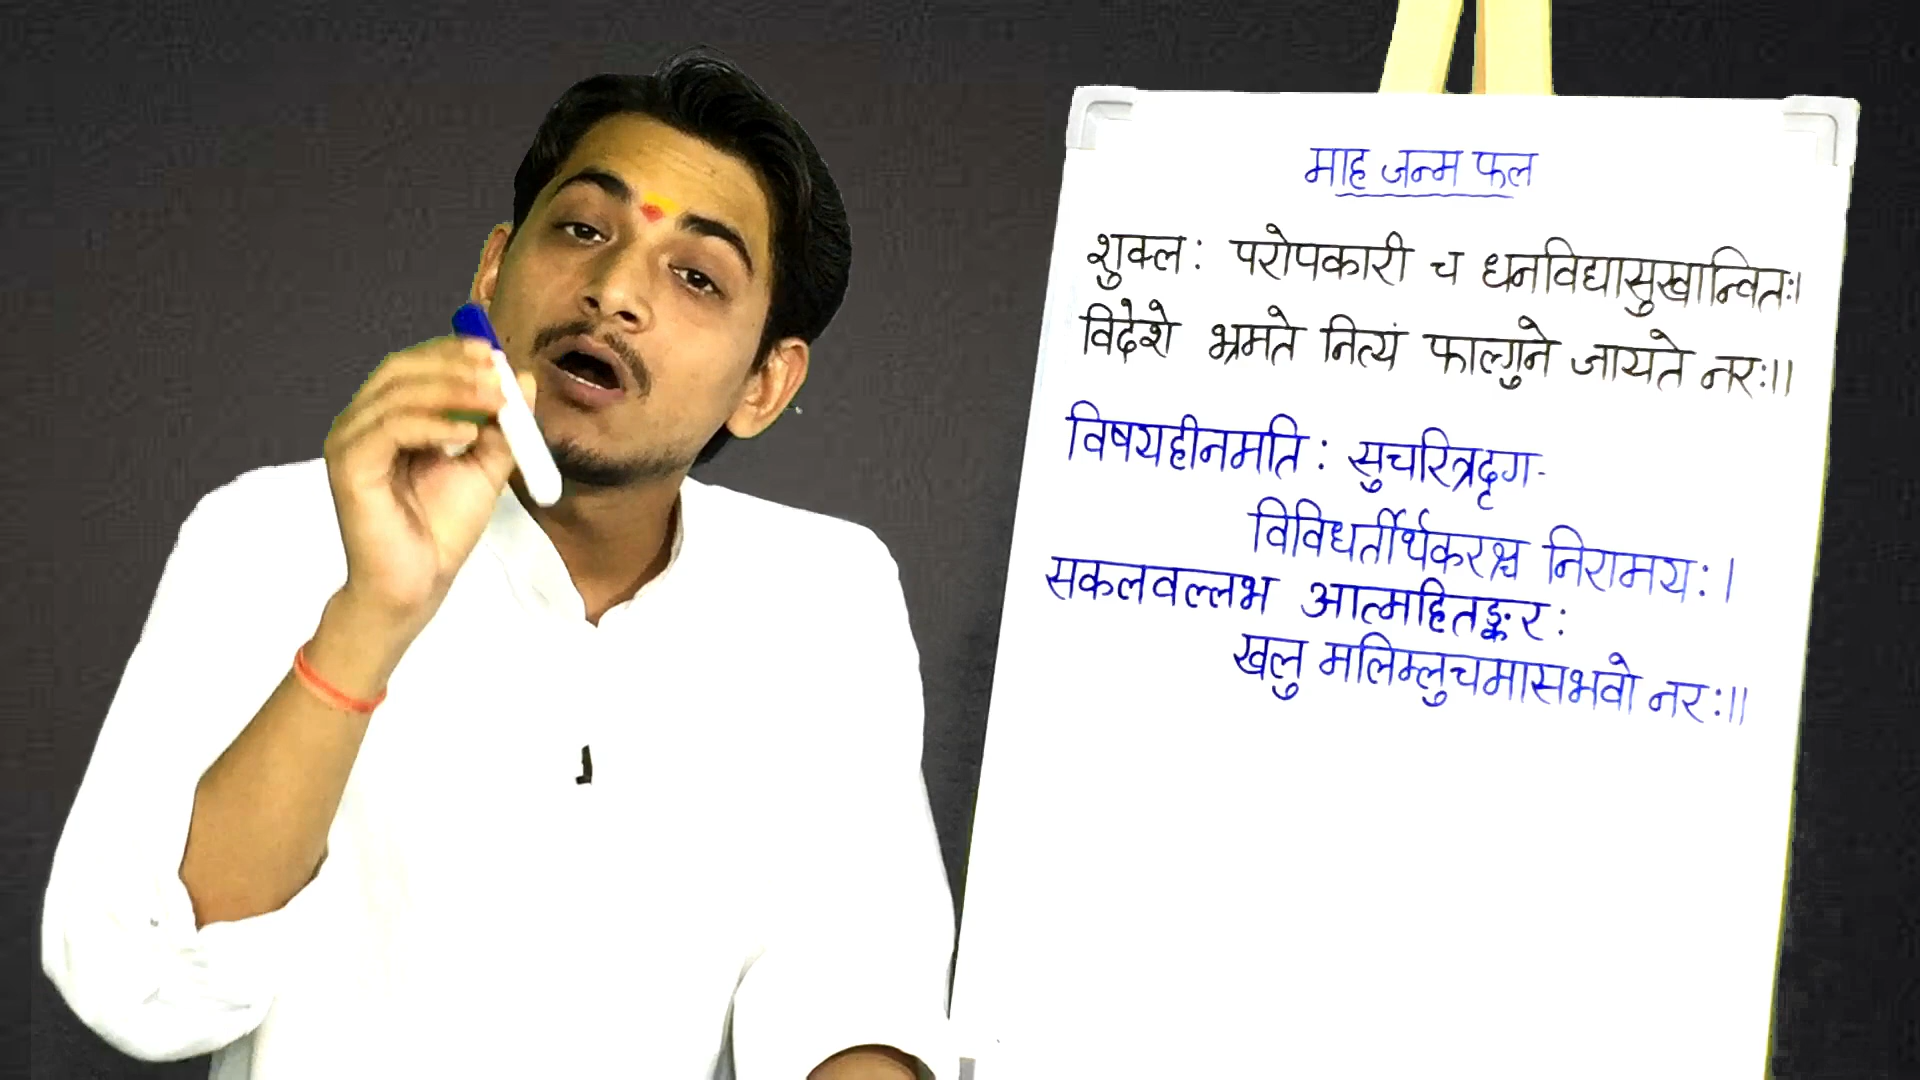 माह जन्म फल
शुक्ल: परोपकारी च धनविद्यासुखान्वितः।
विदेशे भ्रमते नित्यं फाल्गुने जायते नरः।।
विषयहीनमति: सुचरित्रदृग-
विविधर्तीर्थकरश्च निरामयः।
सकलवल्लभ आत्महितङ्करः
खलु मलिम्लुचमासभवो नरः।।